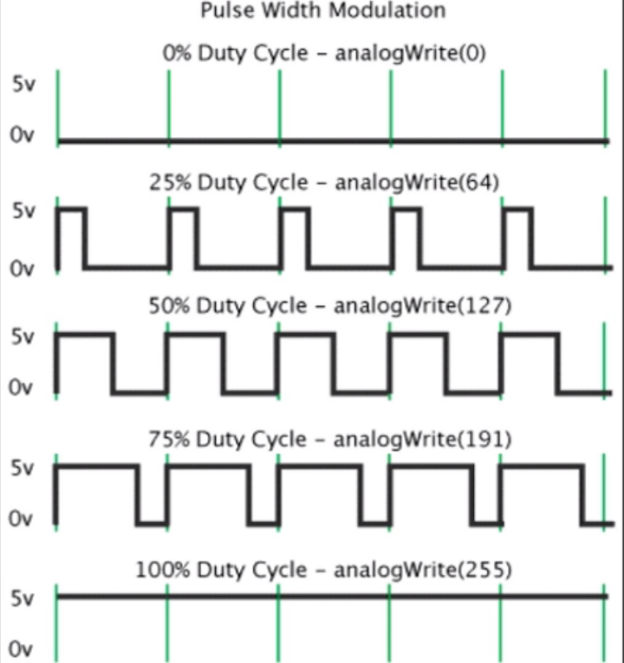 Pulse Width Modulation
0% Duty Cycle – analogWrite(0)
5v
0v
25% Duty Cycle – analogWrite(64)
5v
0v
50% Duty Cycle – analogWrite(127)
5v
0v
75% Duty Cycle – analogWrite(191)
5v
0v
100% Duty Cycle – analogWrite(255)
5v
0v